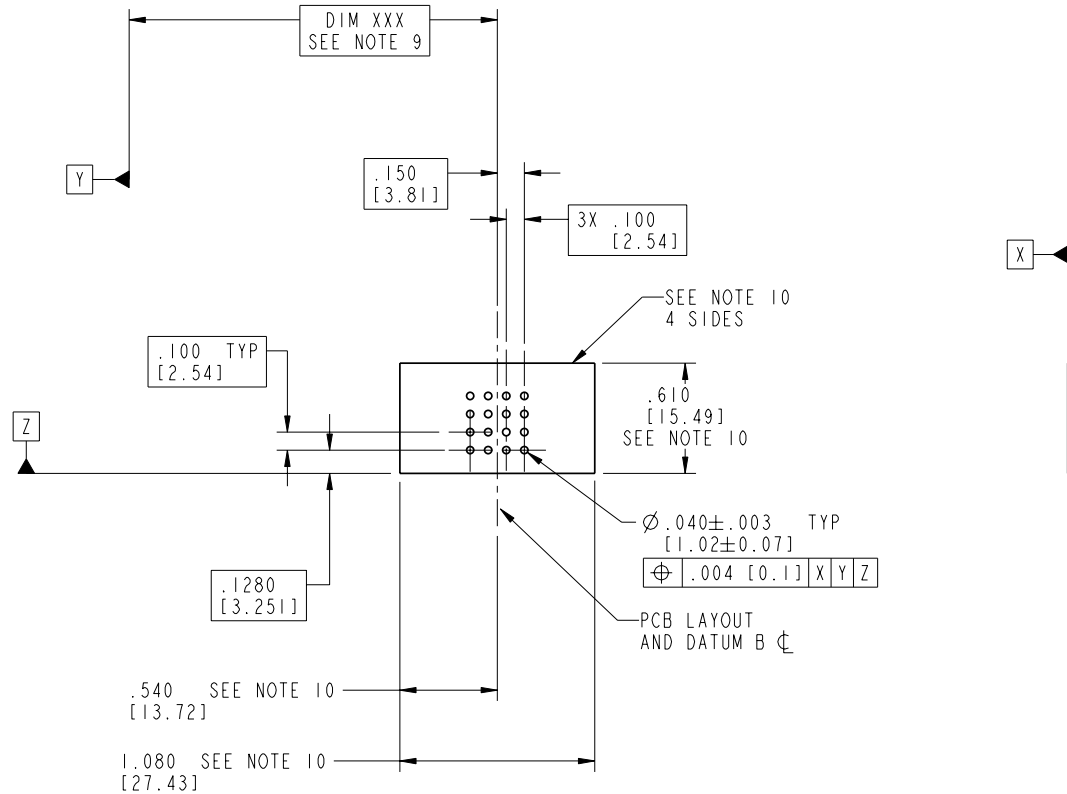 DIM XXX
SEE NOTE 9
Y
.150
[3.81]
3X .100
[2.54]
X
SEE NOTE 10
4 SIDES
.100 TYP
[2.54]
.610
[15.49]
SEE NOTE 10
Z
Ø.040±.003 TYP
[1.02±0.07]
⌖ .004 [0.1] X Y Z
.1280
[3.251]
PCB LAYOUT
AND DATUM B ℄
.540 SEE NOTE 10
[13.72]
1.080 SEE NOTE 10
[27.43]